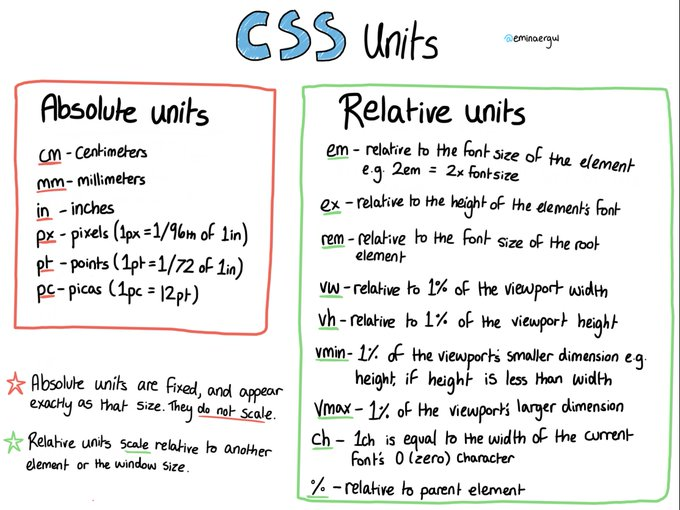 CSS Units
@eminaergul
Absolute units
cm - Centimeters
mm - millimeters
in - inches
px - pixels (1px = 1/96th of 1in)
pt - points (1pt = 1/72 of 1in)
pc - picas (1pc = 12pt)
Absolute units are fixed, and appear
exactly as that size. They do not scale.
Relative units scale relative to another
element or the window size.
Relative units
em - relative to the font size of the element
e.g. 2em = 2x font size
ex - relative to the height of the element's font
rem - relative to the font size of the root
element
vw - relative to 1% of the viewport width
vh - relative to 1% of the viewport height
vmin - 1% of the viewport's smaller dimension e.g.
height, if height is less than width
vmax - 1% of the viewport's larger dimension
ch - 1ch is equal to the width of the current
font's 0 (zero) character
% - relative to parent element